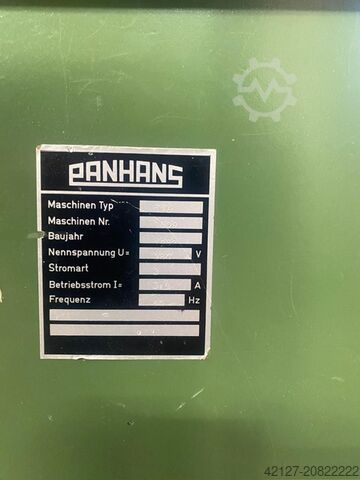 PANHANS
Maschinen Typ
Maschinen Nr.
Baujahr
Nennspannung U= V
Stromart
Betriebsstrom I= A
Frequenz Hz
42127-20822222